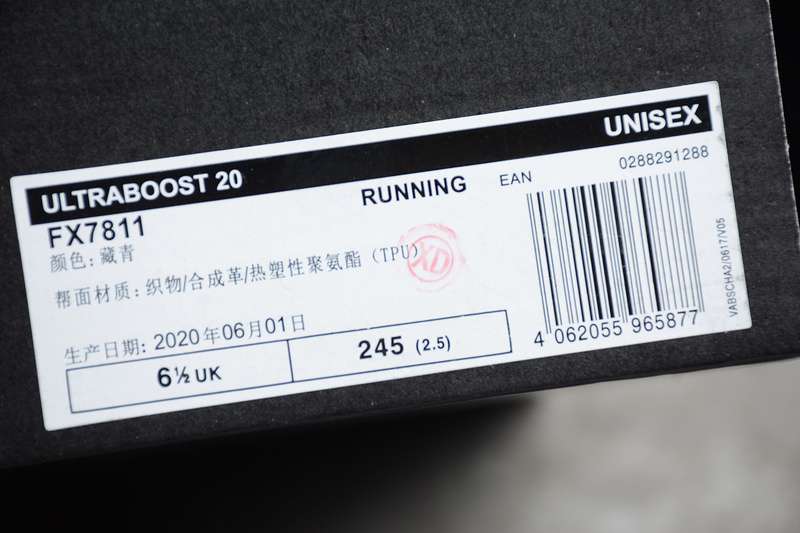 UNISEX
ULTRABOOST 20
FX7811
RUNNING
EAN
0288291288
颜色: 藏青
帮面材质: 织物/合成革/热塑性聚氨酯 (TPU)
XD
生产日期: 2020年06月01日
6½ UK
245 (2.5)
4 062055 965877
VABSCHA2/0617/V05